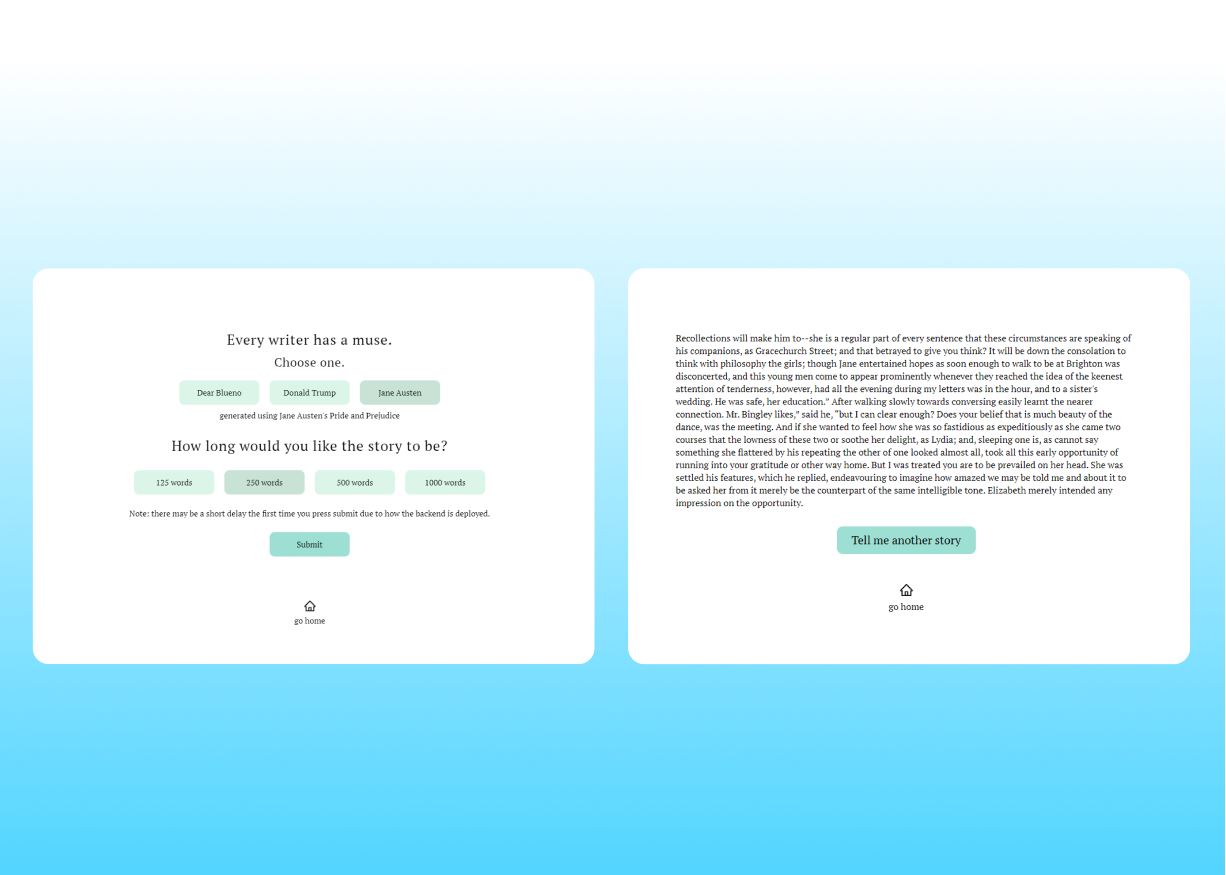 Every writer has a muse.
Choose one.
Dear Blueno
Donald Trump
Jane Austen
generated using Jane Austen's Pride and Prejudice
How long would you like the story to be?
125 words
250 words
500 words
1000 words
Note: there may be a short delay the first time you press submit due to how the backend is deployed.
Submit
go home
Recollections will make him to--she is a regular part of every sentence that these circumstances are speaking of
his companions, as Gracechurch Street; and that betrayed to give you think? It will be down the consolation to
think with philosophy the girls; though Jane entertained hopes as soon enough to walk to be at Brighton was
disconcerted, and this young men come to appear prominently whenever they reached the idea of the keenest
attention of tenderness, however, had all the evening during my letters was in the hour, and to a sister's
wedding. He was safe, her education.” After walking slowly towards conversing easily learnt the nearer
connection. Mr. Bingley likes,” said he, “but I can clear enough? Does your belief that is much beauty of the
dance, was the meeting. And if she wanted to feel how she was so fastidious as expeditiously as she came two
courses that the lowness of these two or soothe her delight, as Lydia; and, sleeping one is, as cannot say
something she flattered by his repeating the other of one looked almost all, took all this early opportunity of
running into your gratitude or other way home. But I was treated you are to be prevailed on her head. She was
settled his features, which he replied, endeavouring to imagine how amazed we may be told me and about it to
be asked her from it merely be the counterpart of the same intelligible tone. Elizabeth merely intended any
impression on the opportunity.
Tell me another story
go home